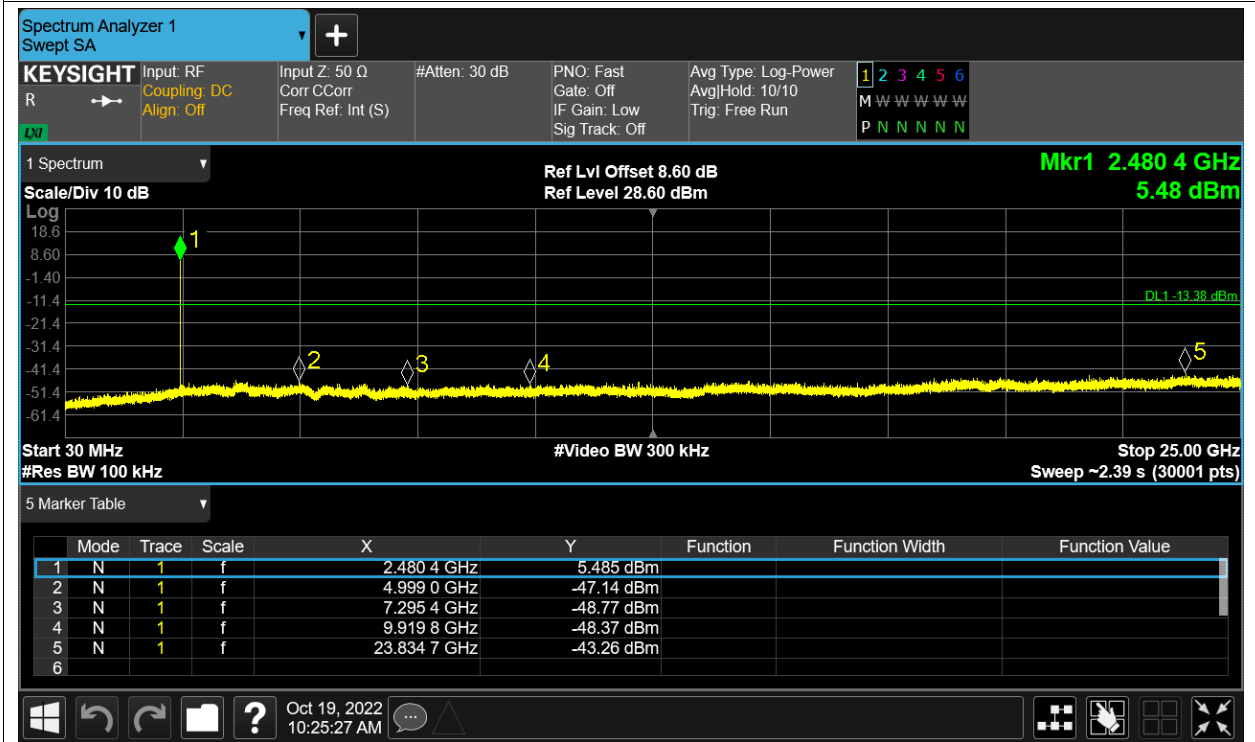 Spectrum Analyzer 1
Swept SA
+
KEYSIGHT Input: RF Input Z: 50 Ω #Atten: 30 dB PNO: Fast Avg Type: Log-Power 1 2 3 4 5 6
R Coupling: DC Corr CCorr Gate: Off Avg|Hold: 10/10 M W W W W W
Align: Off Freq Ref: Int (S) IF Gain: Low Trig: Free Run
LXI Sig Track: Off P N N N N N
1 Spectrum Ref Lvl Offset 8.60 dB Mkr1 2.480 4 GHz
Scale/Div 10 dB Ref Level 28.60 dBm 5.48 dBm
Log
18.6
1
8.60
-1.40
-11.4 DL1 -13.38 dBm
-21.4
-31.4
2 3 4 5
-41.4
-51.4
-61.4
Start 30 MHz #Video BW 300 kHz Stop 25.00 GHz
#Res BW 100 kHz Sweep ~2.39 s (30001 pts)
5 Marker Table
Mode Trace Scale X Y Function Function Width Function Value
1 N 1 f 2.480 4 GHz 5.485 dBm
2 N 1 f 4.999 0 GHz -47.14 dBm
3 N 1 f 7.295 4 GHz -48.77 dBm
4 N 1 f 9.919 8 GHz -48.37 dBm
5 N 1 f 23.834 7 GHz -43.26 dBm
6
? Oct 19, 2022
10:25:27 AM